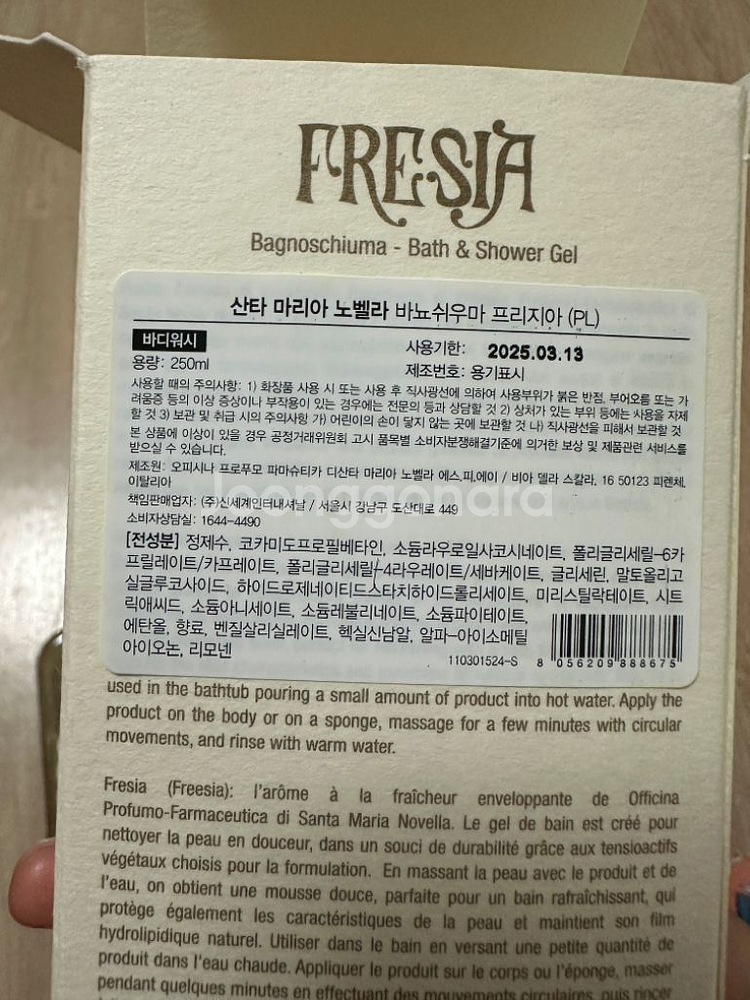 FRESIA
Bagnoschiuma - Bath & Shower Gel
산타 마리아 노벨라 바뇨쉬우마 프리지아 (PL)
바디워시
용량: 250ml
사용기한: 2025.03.13
제조번호: 용기표시
사용할 때의 주의사항: 1) 화장품 사용 시 또는 사용 후 직사광선에 의하여 사용부위가 붉은 반점, 부어오름 또는 가
려움증 등의 이상 증상이나 부작용이 있는 경우에는 전문의 등과 상담할 것 2) 상처가 있는 부위 등에는 사용을 자제
할 것 3) 보관 및 취급 시의 주의사항 가) 어린이의 손이 닿지 않는 곳에 보관할 것 나) 직사광선을 피해서 보관할 것
본 상품에 이상이 있을 경우 공정거래위원회 고시 품목별 소비자분쟁해결기준에 의거한 보상 및 제품관련 서비스를
받으실 수 있습니다.
제조원: 오피시나 프로푸모 파마슈티카 디산타 마리아 노벨라 에스.피.에이 / 비아 델라 스칼라, 16 50123 피렌체,
이탈리아
책임판매업자: (주)신세계인터내셔날 / 서울시 강남구 도산대로 449
Joonggonara
소비자상담실: 1644-4490
[전성분] 정제수, 코카미도프로필베타인, 소듐라우로일사코시네이트, 폴리글리세릴-6카
프릴레이트/카프레이트, 폴리글리세릴-4라우레이트/세바케이트, 글리세린, 말토올리고
실글루코사이드, 하이드로제네이티드스타치하이드롤리세이트, 미리스틸락테이트, 시트
릭애씨드, 소듐아니세이트, 소듐레불리네이트, 소듐파이테이트,
에탄올, 향료, 벤질살리실레이트, 헥실신남알, 알파-아이소메틸
아이오논, 리모넨
110301524-S
8 056209 888675
used in the bathtub pouring a small amount of product into hot water. Apply the
product on the body or on a sponge, massage for a few minutes with circular
movements, and rinse with warm water.
Fresia (Freesia): l'arôme à la fraîcheur enveloppante de Officina
Profumo-Farmaceutica di Santa Maria Novella. Le gel de bain est créé pour
nettoyer la peau en douceur, dans un souci de durabilité grâce aux tensioactifs
végétaux choisis pour la formulation. En massant la peau avec le produit et de
l'eau, on obtient une mousse douce, parfaite pour un bain rafraîchissant, qui
protège également les caractéristiques de la peau et maintient son film
hydrolipidique naturel. Utiliser dans le bain en versant une petite quantité de
produit dans l'eau chaude. Appliquer le produit sur le corps ou l'éponge, masser
pendant quelques minutes en effectuant des mouvements circulaires, puis rincer